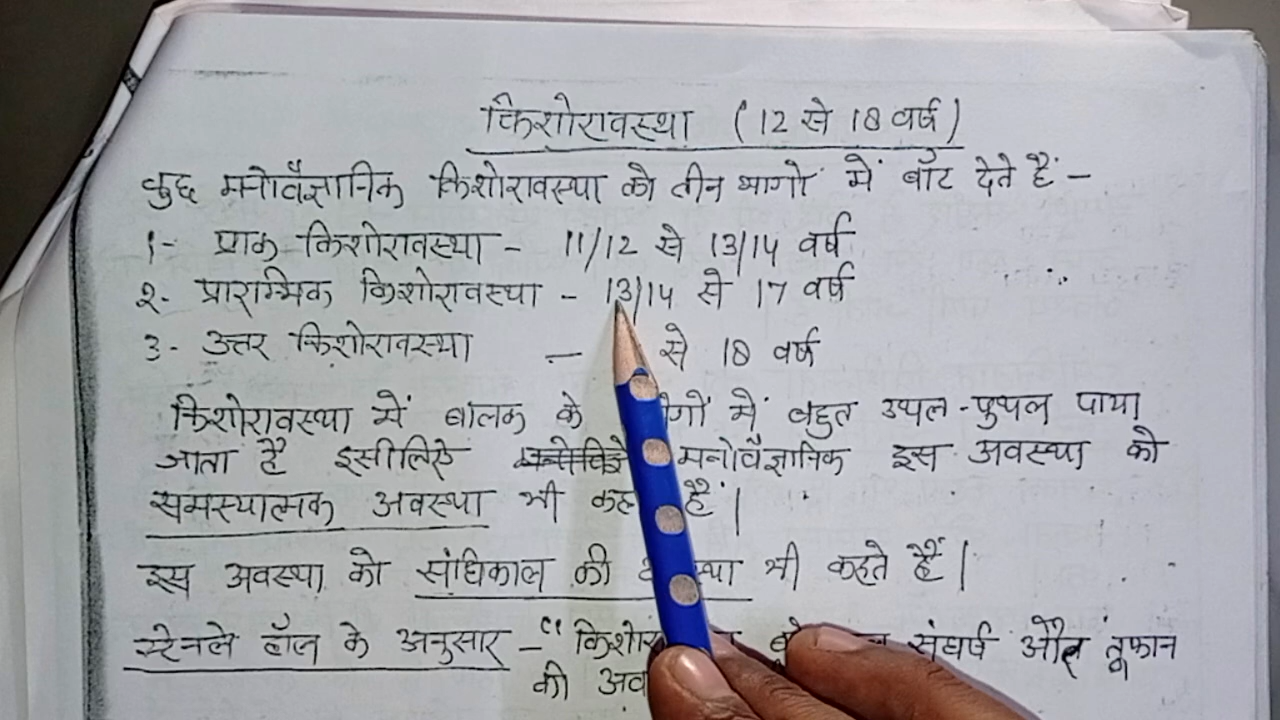 किशोरावस्था (12 से 18 वर्ष)
कुछ मनोवैज्ञानिक किशोरावस्था को तीन भागों में बाँट देते हैं -
1- प्राक किशोरावस्था - 11/12 से 13/14 वर्ष
2- प्रारम्भिक किशोरावस्था - 13/14 से 17 वर्ष
3- उत्तर किशोरावस्था - से 18 वर्ष
किशोरावस्था में बालक के में बहुत उथल-पुथल पाया
जाता है इसीलिऐ मनोवैज्ञानिक इस अवस्था को
समस्यात्मक अवस्था भी कह हैं |
इस अवस्था को संधिकाल की भी कहते हैं |
स्टेनले हॉल के अनुसार - “ संघर्ष और तूफान
की